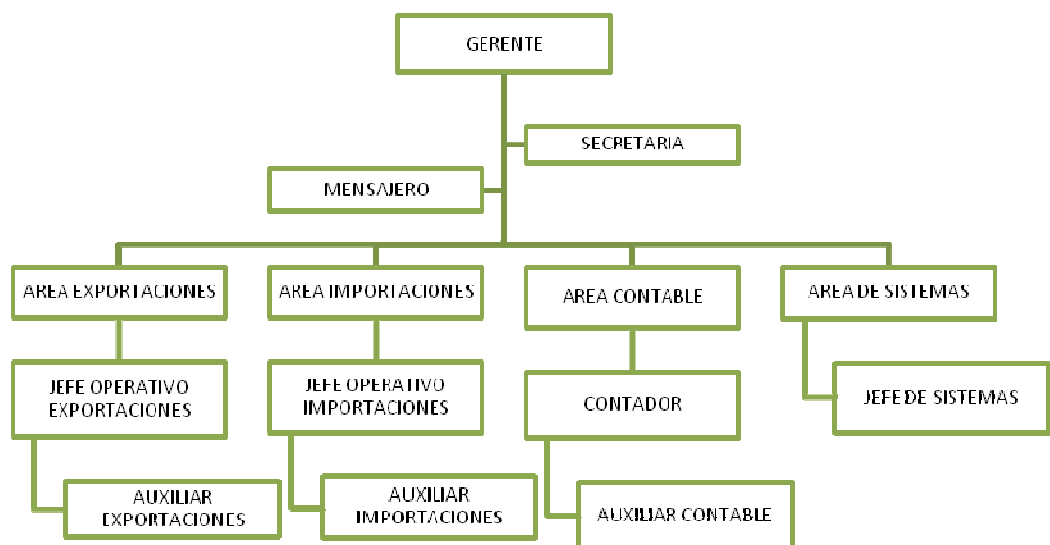 GERENTE
SECRETARIA
MENSAJERO
AREA EXPORTACIONES
AREA IMPORTACIONES
AREA CONTABLE
AREA DE SISTEMAS
JEFE OPERATIVO
EXPORTACIONES
JEFE OPERATIVO
IMPORTACIONES
CONTADOR
JEFE DE SISTEMAS
AUXILIAR
EXPORTACIONES
AUXILIAR
IMPORTACIONES
AUXILIAR CONTABLE